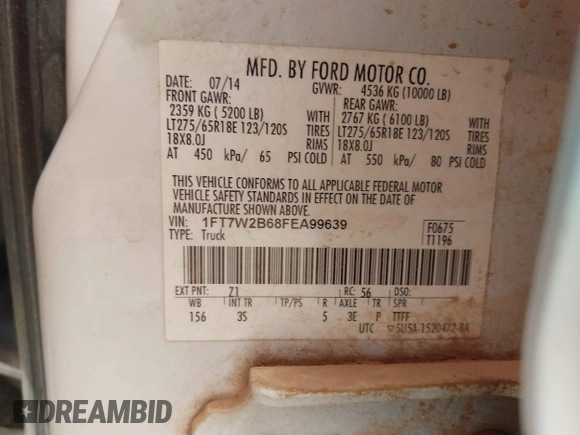 MFD. BY FORD MOTOR CO.
DATE: 07/14 GVWR: 4536 KG (10000 LB)
FRONT GAWR: REAR GAWR:
2359 KG ( 5200 LB) WITH 2767 KG ( 6100 LB) WITH
LT275/65R18E 123/120S TIRES LT275/65R18E 123/120S TIRES
18X8.0J RIMS 18X8.0J RIMS
AT 450 kPa/ 65 PSI COLD AT 550 kPa/ 80 PSI COLD
THIS VEHICLE CONFORMS TO ALL APPLICABLE FEDERAL MOTOR
VEHICLE SAFETY STANDARDS IN EFFECT ON THE DATE OF
MANUFACTURE SHOWN ABOVE.
VIN: 1FT7W2B68FEA99639 F0675
TYPE: Truck T1196
EXT PNT: Z1 RC: 56 DSO:
WB INT TR TP/PS R AXLE TR SPR
156 3S 5 3E P TTFF
UTC 5U5A-1520472-BA
DREAMBID